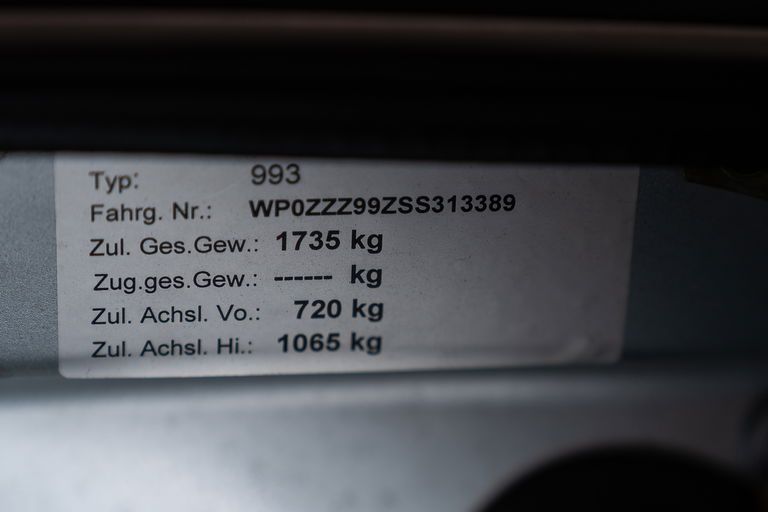 Typ: 993
Fahrg. Nr.: WP0ZZZ99ZSS313389
Zul. Ges.Gew.: 1735 kg
Zug.ges.Gew.: ------ kg
Zul. Achsl. Vo.: 720 kg
Zul. Achsl. Hi.: 1065 kg